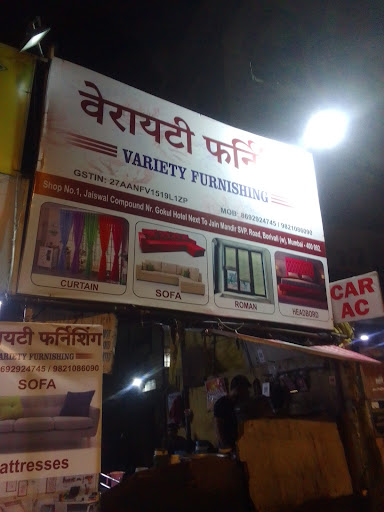 वेरायटी फर्नि
VARIETY FURNISHING
GSTIN: 27AANFV1519L1ZP
MOB: 8692924745 / 9821086090
Shop No.1, Jaiswal Compound Nr. Gokul Hotel Next To Jain Mandir SVP. Road, Borivali (w), Mumbai - 400 092
CURTAIN
SOFA
ROMAN
HEADBORD
CAR
AC
यटी फर्निशिंग
VARIETY FURNISHING
692924745 / 9821086090
SOFA
attresses